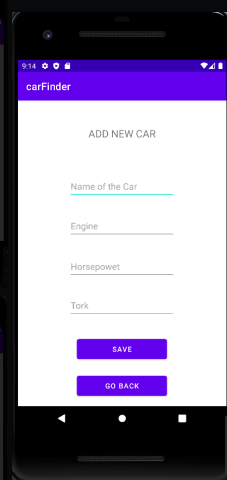 9:14
carFinder
ADD NEW CAR
Name of the Car
Engine
Horsepowet
Tork
SAVE
GO BACK